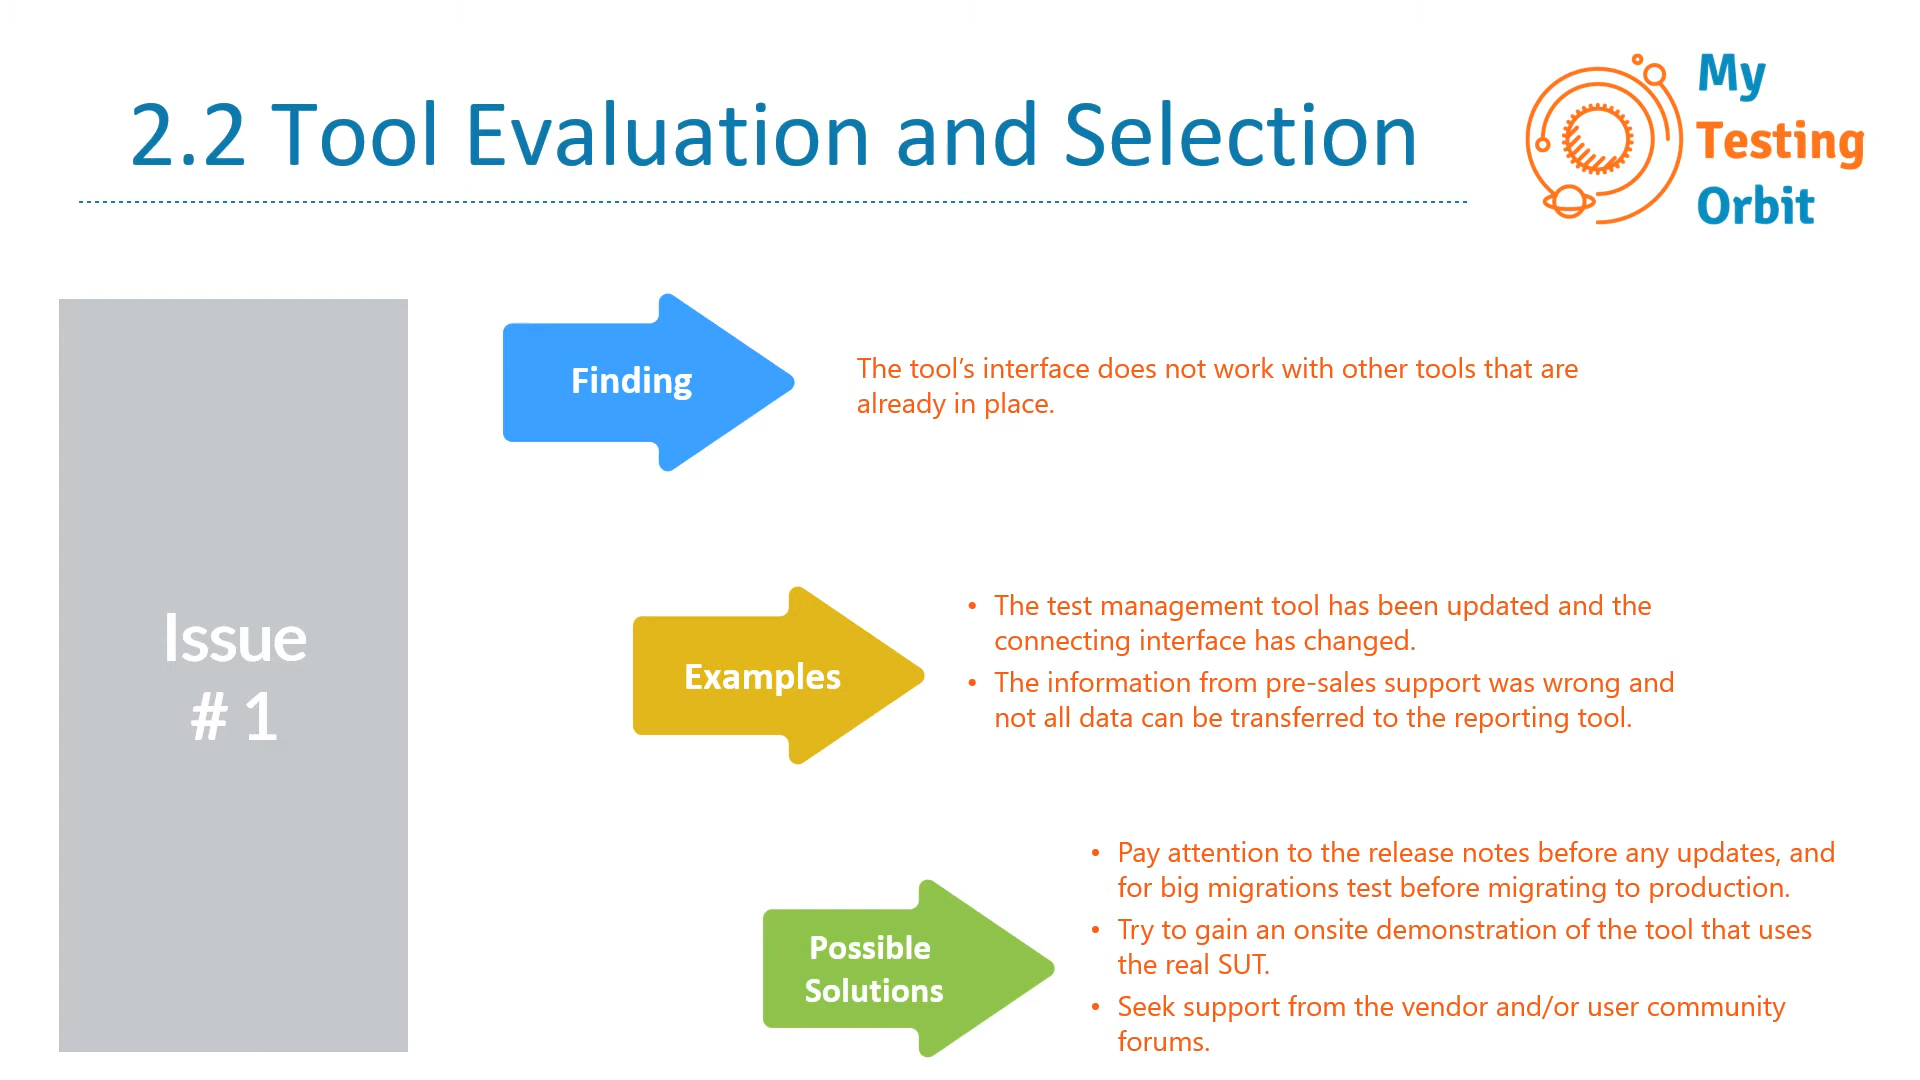 2.2 Tool Evaluation and Selection
My
Testing
Orbit
Issue
# 1
Finding
The tool’s interface does not work with other tools that are
already in place.
Examples
• The test management tool has been updated and the
connecting interface has changed.
• The information from pre-sales support was wrong and
not all data can be transferred to the reporting tool.
Possible
Solutions
• Pay attention to the release notes before any updates, and
for big migrations test before migrating to production.
• Try to gain an onsite demonstration of the tool that uses
the real SUT.
• Seek support from the vendor and/or user community
forums.